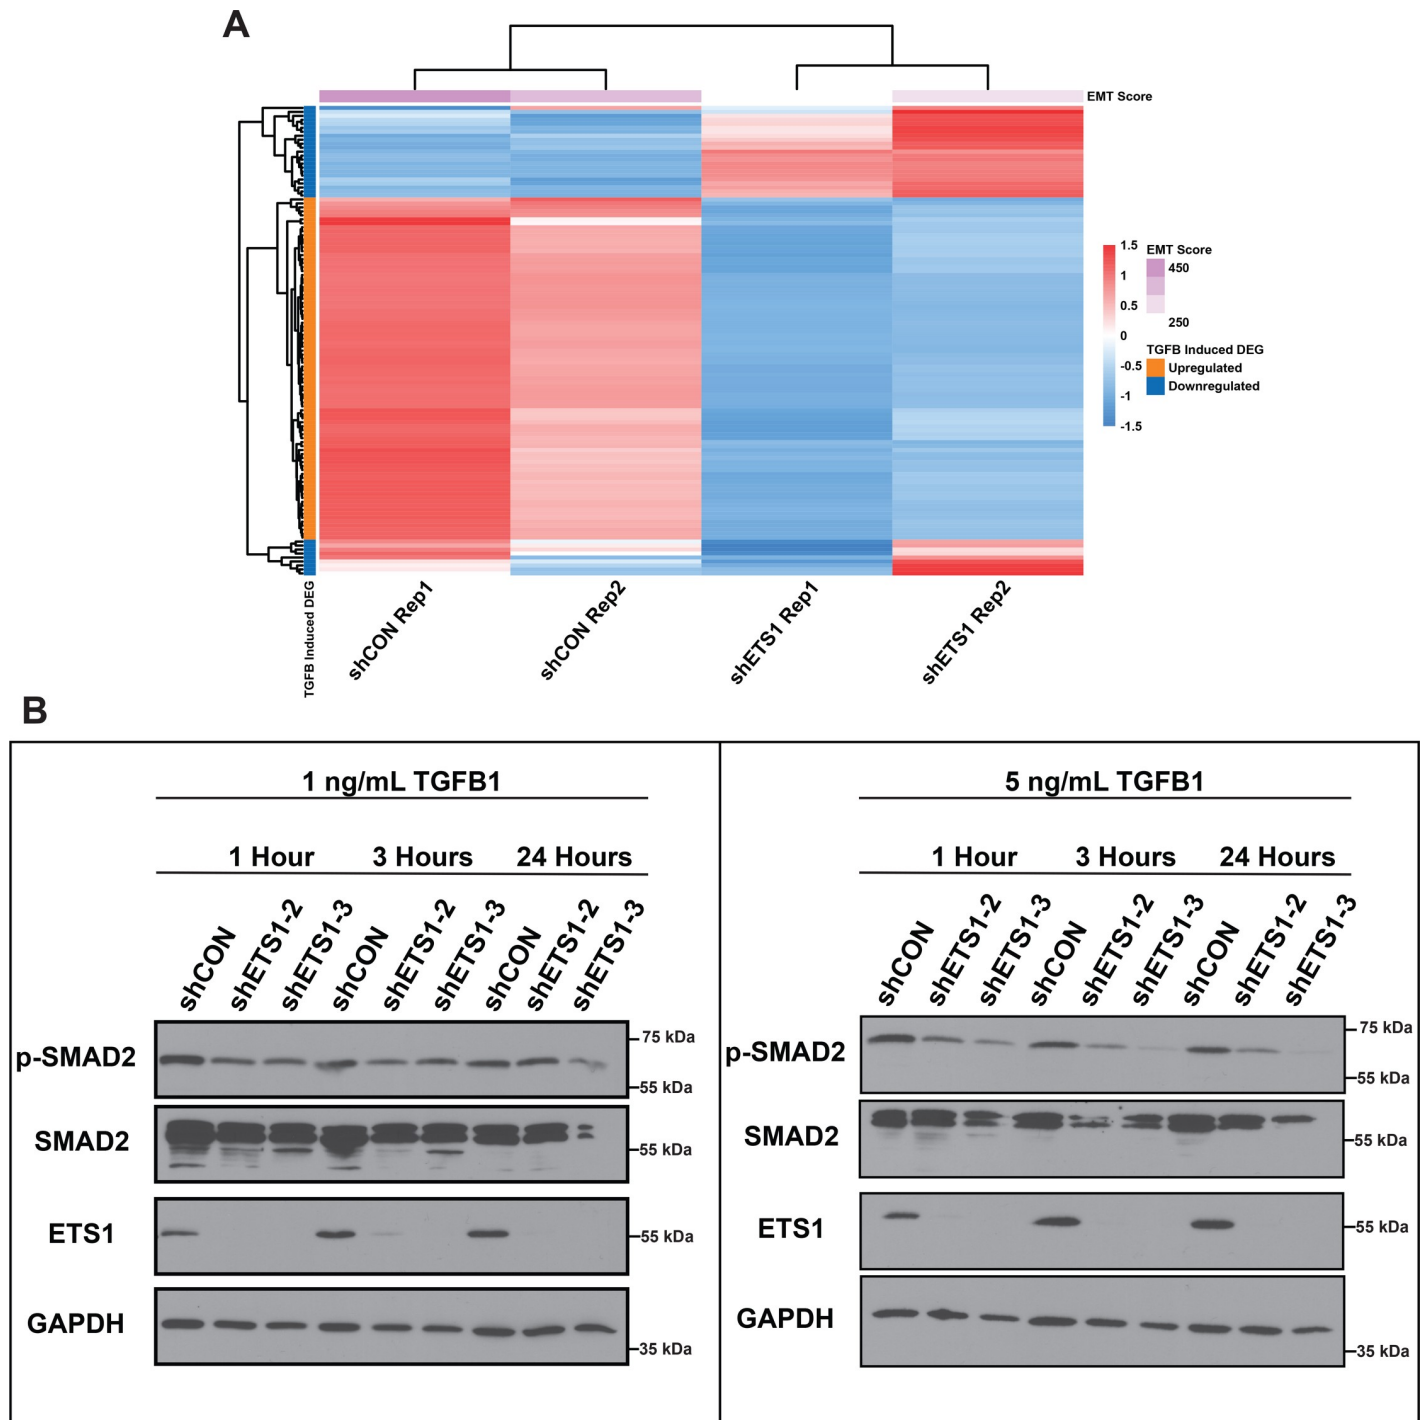 A
EMT Score
1.5
1
0.5
0
-0.5
-1
-1.5
EMT Score
450
250
TGFB Induced DEG
Upregulated
Downregulated
TGFB Induced DEG
shCON Rep1
shCON Rep2
shETS1 Rep1
shETS1 Rep2
B
1 ng/mL TGFB1
1 Hour 3 Hours 24 Hours
shCON shETS1-2 shETS1-3 shCON shETS1-2 shETS1-3 shCON shETS1-2 shETS1-3
p-SMAD2
75 kDa
55 kDa
SMAD2
55 kDa
ETS1
55 kDa
GAPDH
35 kDa
5 ng/mL TGFB1
1 Hour 3 Hours 24 Hours
shCON shETS1-2 shETS1-3 shCON shETS1-2 shETS1-3 shCON shETS1-2 shETS1-3
p-SMAD2
75 kDa
55 kDa
SMAD2
55 kDa
ETS1
55 kDa
GAPDH
35 kDa